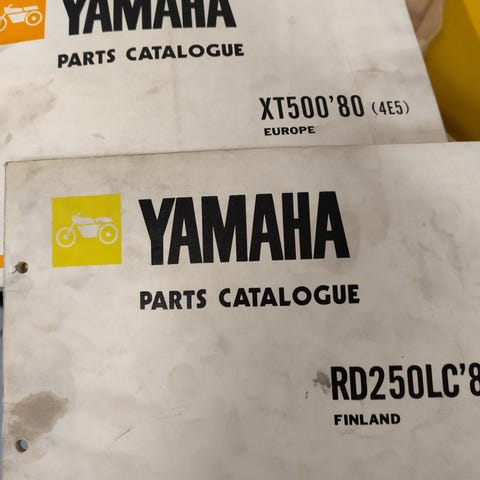 YAMAHA
PARTS CATALOGUE
XT500'80 (4E5)
EUROPE
YAMAHA
PARTS CATALOGUE
RD250LC'8
FINLAND